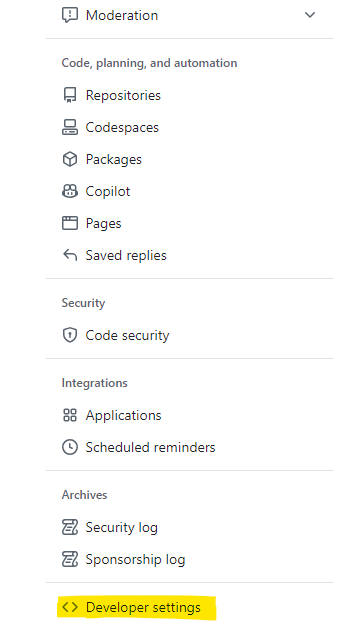 Moderation
Code, planning, and automation
Repositories
Codespaces
Packages
Copilot
Pages
Saved replies
Security
Code security
Integrations
Applications
Scheduled reminders
Archives
Security log
Sponsorship log
Developer settings